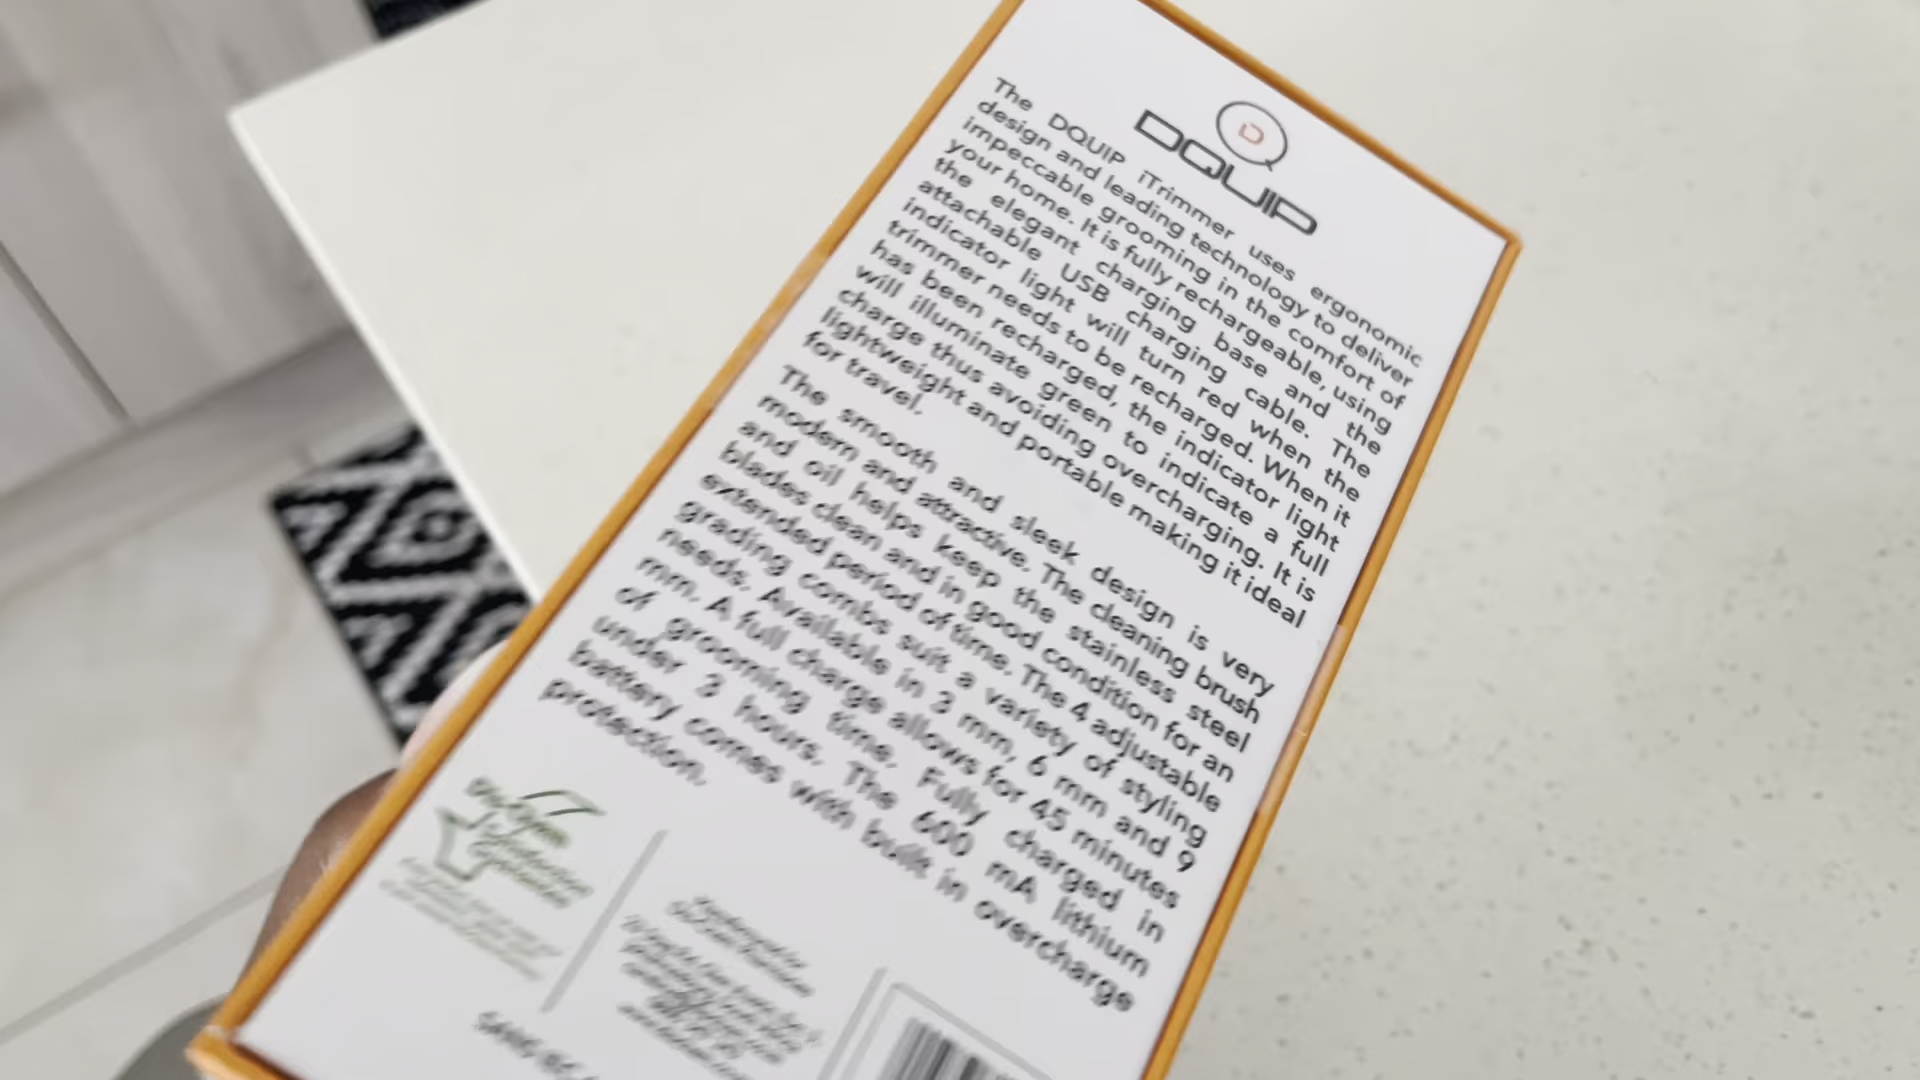 D
DQUIP
The DQUIP iTrimmer uses ergonomic
design and leading technology to deliver
impeccable grooming in the comfort of
your home. It is fully rechargeable, using
the elegant charging base and the
attachable USB charging cable. The
indicator light will turn red when the
trimmer needs to be recharged. When it
has been recharged, the indicator light
will illuminate green to indicate a full
charge thus avoiding overcharging. It is
lightweight and portable making it ideal
for travel.
The smooth and sleek design is very
modern and attractive. The cleaning brush
and oil helps keep the stainless steel
blades clean and in good condition for an
extended period of time. The 4 adjustable
grading combs suit a variety of styling
needs. Available in 3 mm, 6 mm and 9
mm. A full charge allows for 45 minutes
of grooming time. Fully charged in
under 3 hours. The 600 mA lithium
battery comes with built in overcharge
protection.